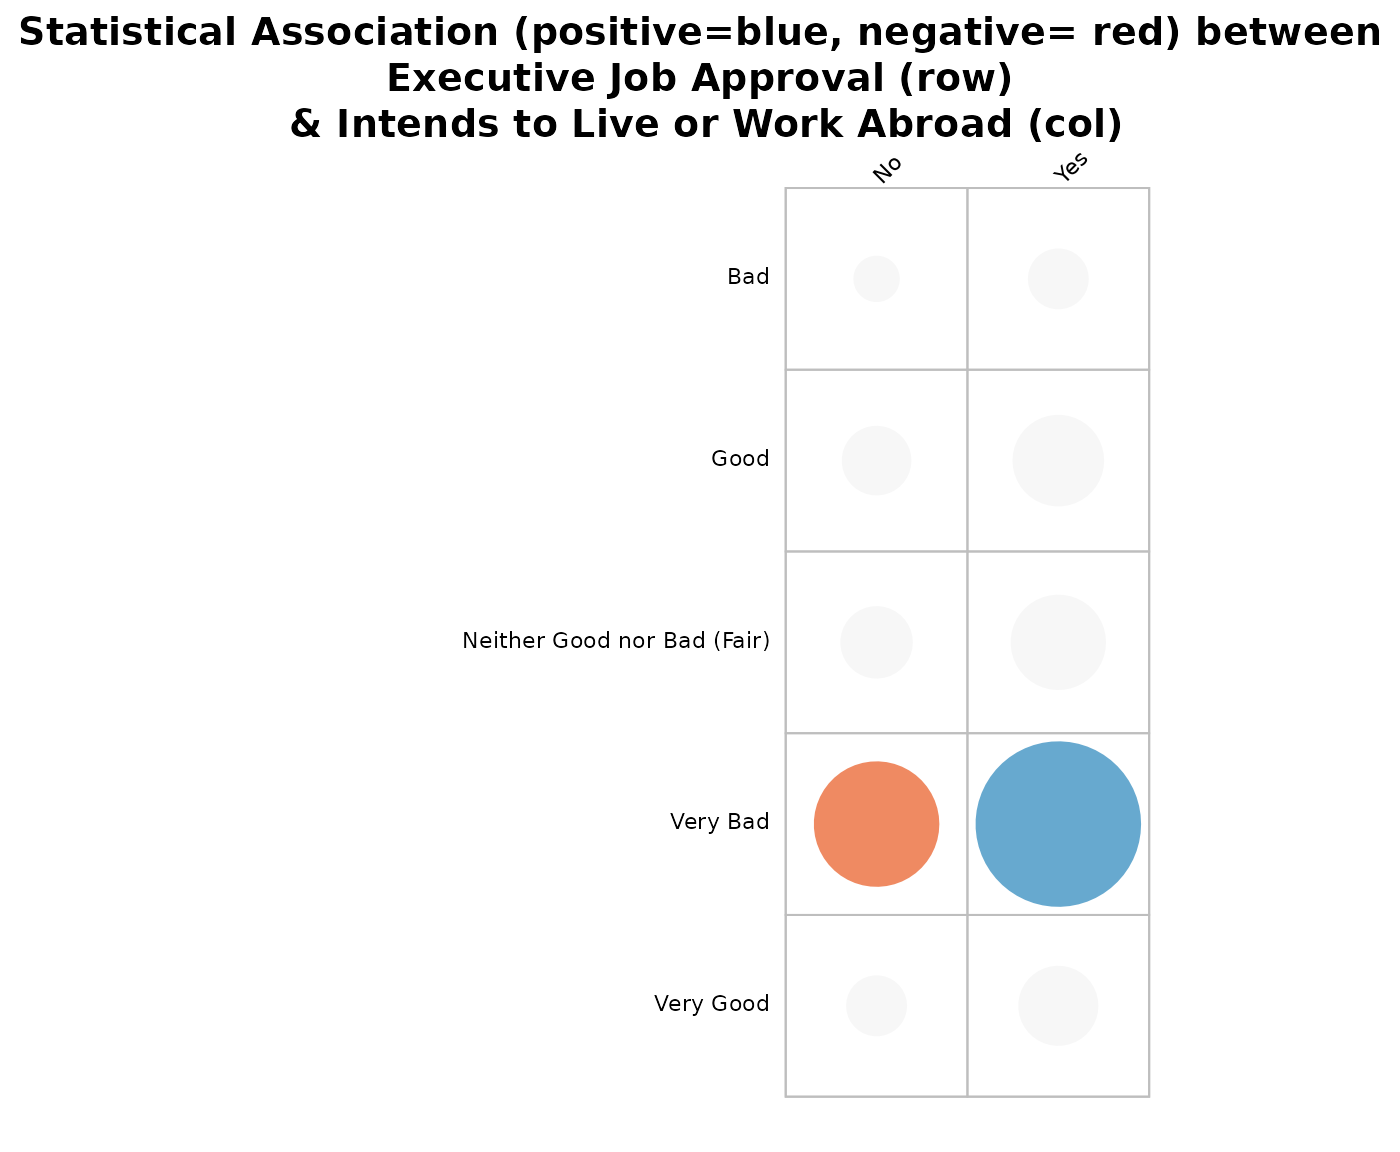 Statistical Association (positive=blue, negative= red) between
Executive Job Approval (row)
& Intends to Live or Work Abroad (col)
No
Yes
Bad
Good
Neither Good nor Bad (Fair)
Very Bad
Very Good